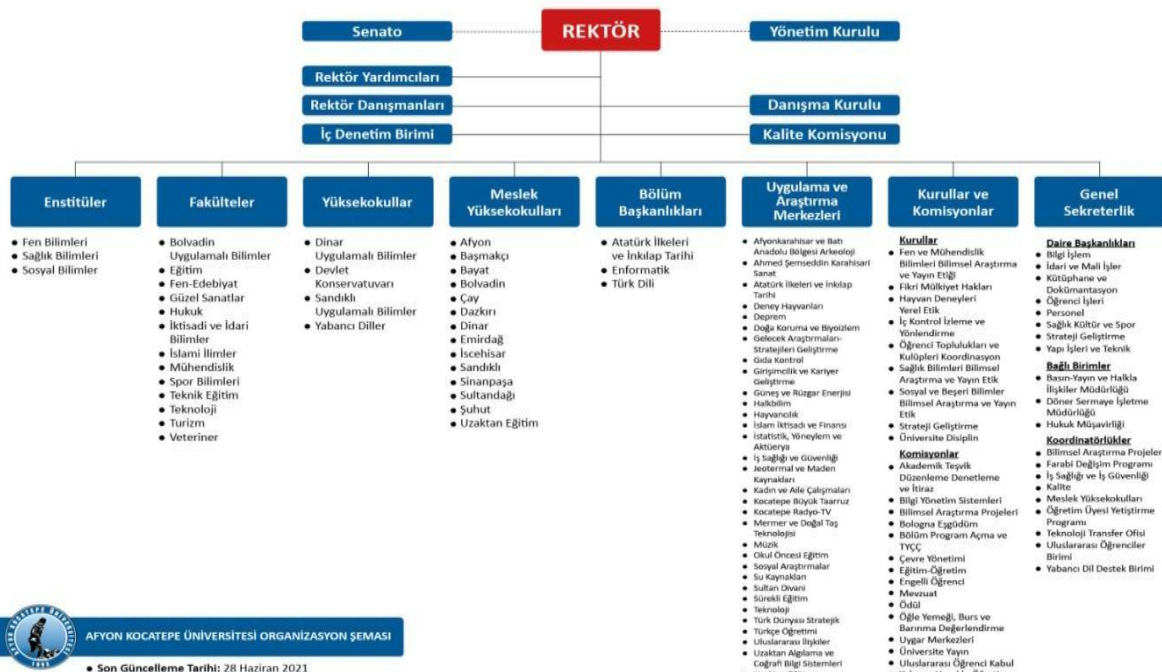 Senato
REKTÖR
Yönetim Kurulu
Rektör Yardımcıları
Rektör Danışmanları
Danışma Kurulu
İç Denetim Birimi
Kalite Komisyonu
Enstitüler
• Fen Bilimleri
• Sağlık Bilimleri
• Sosyal Bilimler
Fakülteler
• Bolvadin
Uygulamalı Bilimler
• Eğitim
• Fen-Edebiyat
• Güzel Sanatlar
• Hukuk
• İktisadi ve İdari
Bilimler
• İslami İlimler
• Mühendislik
• Spor Bilimleri
• Teknik Eğitim
• Teknoloji
• Turizm
• Veteriner
Yüksekokullar
• Dinar
Uygulamalı Bilimler
• Devlet
Konservatuvarı
• Sandıklı
Uygulamalı Bilimler
• Yabancı Diller
Meslek
Yüksekokulları
• Afyon
• Başmakçı
• Bayat
• Bolvadin
• Çay
• Dazkırı
• Dinar
• Emirdağ
• İscehisar
• Sandıklı
• Sinanpaşa
• Sultandağı
• Şuhut
• Uzaktan Eğitim
Bölüm
Başkanlıkları
• Atatürk İlkeleri
ve İnkılap Tarihi
• Enformatik
• Türk Dili
Uygulama ve
Araştırma
Merkezleri
• Afyonkarahisar ve Batı
Anadolu Bölgesi Arkeoloji
• Ahmed Şemseddin Karahisari
Sanat
• Atatürk İlkeleri ve İnkılap
Tarihi
• Deney Hayvanları
• Deprem
• Doğa Koruma ve Biyoizlem
• Gelecek Araştırmaları-
Stratejileri Geliştirme
• Gıda Kontrol
• Girişimcilik ve Kariyer
Geliştirme
• Güneş ve Rüzgar Enerjisi
• Halkbilim
• Hayvancılık
• İslam İktisadı ve Finansı
• İstatistik, Yöneylem ve
Aktüerya
• İş Sağlığı ve Güvenliği
• Jeotermal ve Maden
Kaynakları
• Kadın ve Aile Çalışmaları
• Kocatepe Büyük Taarruz
• Kocatepe Radyo-TV
• Mermer ve Doğal Taş
Teknolojisi
• Müzik
• Okul Öncesi Eğitim
• Sosyal Araştırmalar
• Su Kaynakları
• Sultan Divani
• Sürekli Eğitim
• Teknoloji
• Türk Dünyası Stratejik
• Türkçe Öğretimi
• Uluslararası İlişkiler
• Uzaktan Algılama ve
Coğrafi Bilgi Sistemleri
Kurullar ve
Komisyonlar
Kurullar
• Fen ve Mühendislik
Bilimleri Bilimsel Araştırma
ve Yayın Etiği
• Fikri Mülkiyet Hakları
• Hayvan Deneyleri
Yerel Etik
• İç Kontrol İzleme ve
Yönlendirme
• Öğrenci Toplulukları ve
Kulüpleri Koordinasyon
• Sağlık Bilimleri Bilimsel
Araştırma ve Yayın Etik
• Sosyal ve Beşeri Bilimler
Bilimsel Araştırma ve Yayın
Etik
• Strateji Geliştirme
• Üniversite Disiplin
Komisyonlar
• Akademik Teşvik
Düzenleme Denetleme
ve İtiraz
• Bilgi Yönetim Sistemleri
• Bilimsel Araştırma Projeleri
• Bologna Eşgüdüm
• Bölüm Program Açma ve
TYÇÇ
• Çevre Yönetimi
• Eğitim-Öğretim
• Engelli Öğrenci
• Mevzuat
• Ödül
• Öğle Yemeği, Burs ve
Barınma Değerlendirme
• Uygar Merkezleri
• Üniversite Yayın
• Uluslararası Öğrenci Kabul
Genel
Sekreterlik
Daire Başkanlıkları
• Bilgi İşlem
• İdari ve Mali İşler
• Kütüphane ve
Dokümantasyon
• Öğrenci İşleri
• Personel
• Sağlık Kültür ve Spor
• Strateji Geliştirme
• Yapı İşleri ve Teknik
Bağlı Birimler
• Basın-Yayın ve Halkla
İlişkiler Müdürlüğü
• Döner Sermaye İşletme
Müdürlüğü
• Hukuk Müşavirliği
Koordinatörlükler
• Bilimsel Araştırma Projeler
• Farabi Değişim Programı
• İş Sağlığı ve İş Güvenliği
• Kalite
• Meslek Yüksekokulları
• Öğretim Üyesi Yetiştirme
Programı
• Teknoloji Transfer Ofisi
• Uluslararası Öğrenciler
Birimi
• Yabancı Dil Destek Birimi
AFYON KOCATEPE ÜNİVERSİTESİ
1992
AFYON KOCATEPE ÜNİVERSİTESİ ORGANİZASYON ŞEMASI
• Son Güncelleme Tarihi: 28 Haziran 2021